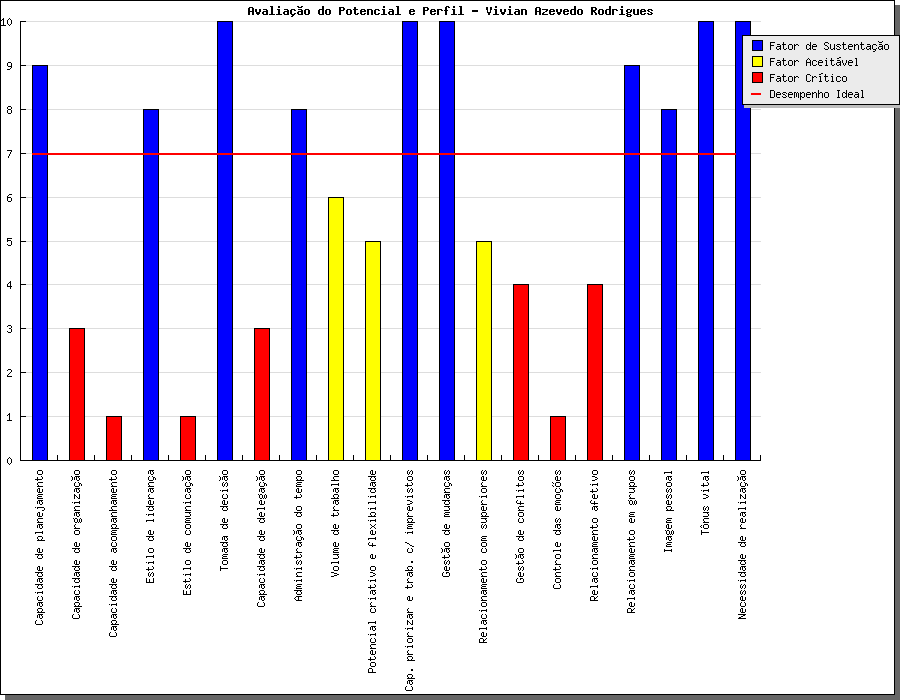 Avaliação do Potencial e Perfil - Vivian Azevedo Rodrigues
Fator de Sustentação
Fator Aceitável
Fator Crítico
Desempenho Ideal
10
9
8
7
6
5
4
3
2
1
0
Capacidade de planejamento
Capacidade de organização
Capacidade de acompanhamento
Estilo de liderança
Estilo de comunicação
Tomada de decisão
Capacidade de delegação
Administração do tempo
Volume de trabalho
Potencial criativo e flexibilidade
Cap. priorizar e trab. c/ imprevistos
Gestão de mudanças
Relacionamento com superiores
Gestão de conflitos
Controle das emoções
Relacionamento afetivo
Relacionamento em grupos
Imagem pessoal
Tônus vital
Necessidade de realização